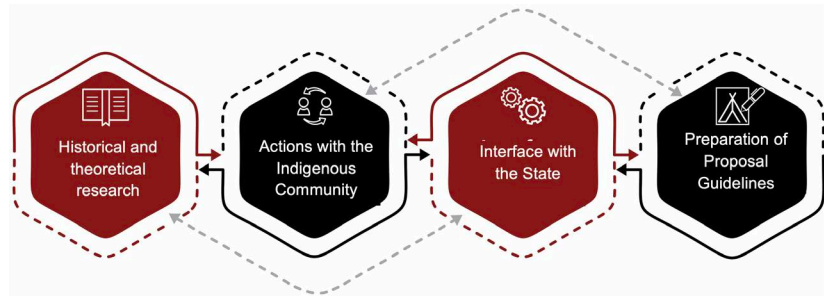 Historical and
theoretical
research
Actions with the
Indigenous
Community
Interface with
the State
Preparation of
Proposal
Guidelines